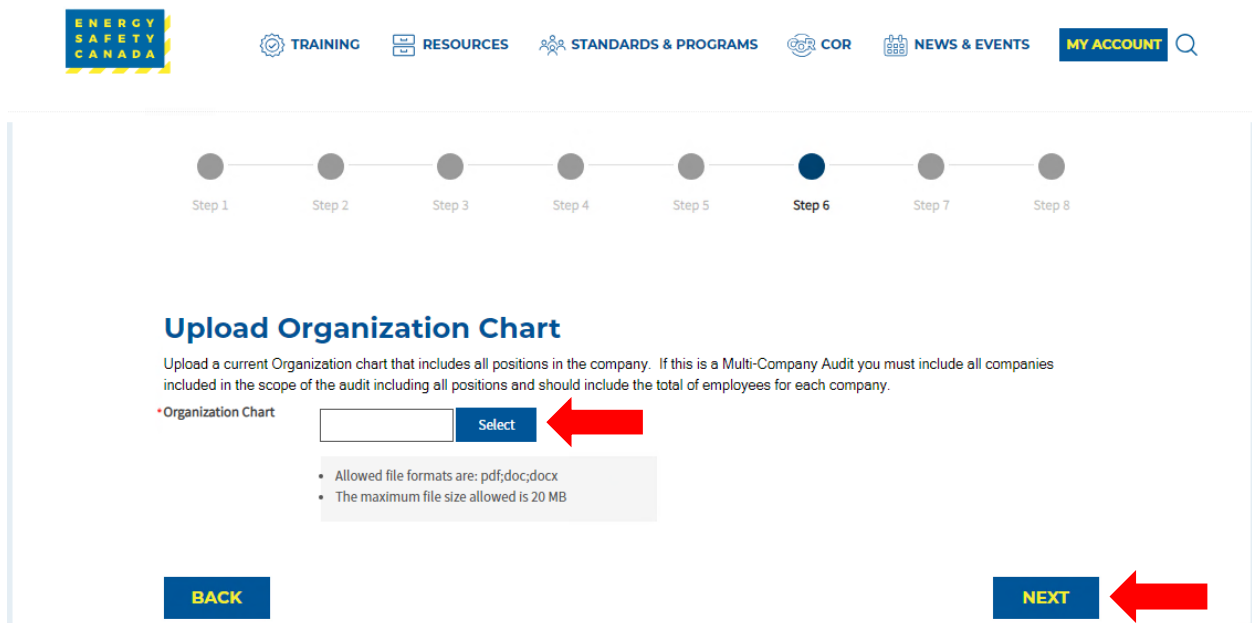 ENERGY
SAFETY
CANADA
TRAINING RESOURCES STANDARDS & PROGRAMS COR NEWS & EVENTS MY ACCOUNT
Step 1 Step 2 Step 3 Step 4 Step 5 Step 6 Step 7 Step 8
Upload Organization Chart
Upload a current Organization chart that includes all positions in the company.  If this is a Multi-Company Audit you must include all companies
included in the scope of the audit including all positions and should include the total of employees for each company.
*Organization Chart Select
• Allowed file formats are: pdf;doc;docx
• The maximum file size allowed is 20 MB
BACK NEXT